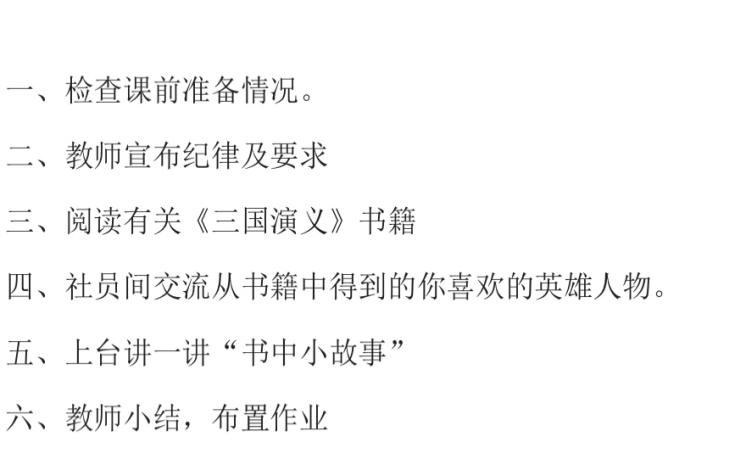 一、检查课前准备情况。
二、教师宣布纪律及要求
三、阅读有关《三国演义》书籍
四、社员间交流从书籍中得到的你喜欢的英雄人物。
五、上台讲一讲“书中小故事”
六、教师小结，布置作业